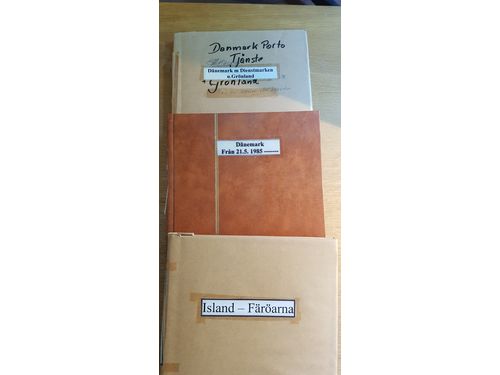 Danmark Porto
Tjänste
Dänemark m Dienstmarken
u.Grönland
+ Grönland
Dänemark
Från 21.5. 1985 --------
Island – Färöarna